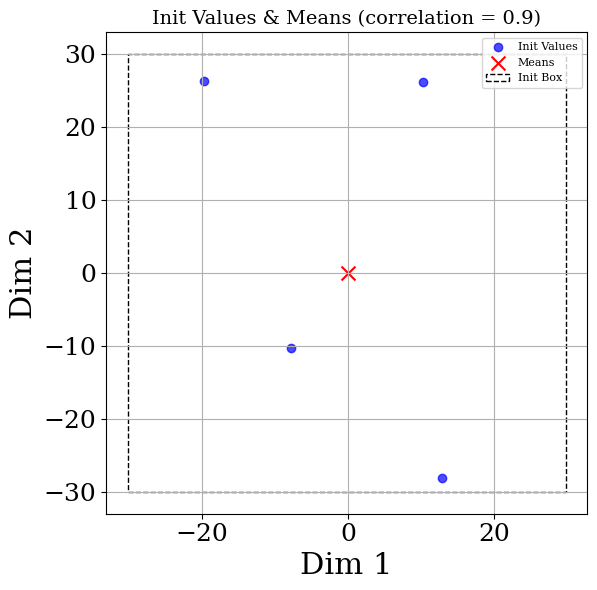 Init Values & Means (correlation = 0.9)
Init Values
Means
Init Box
30
20
10
0
−10
−20
−30
Dim 2
−20
0
20
Dim 1